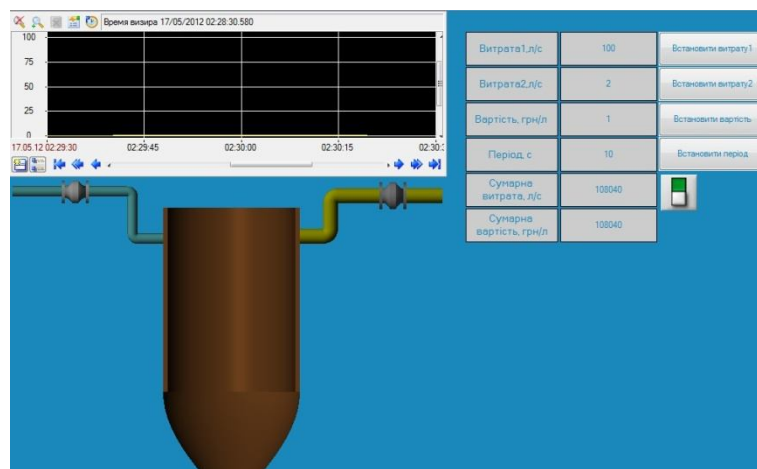 Время визира 17/05/2012 02:28:30.580
100
75
50
25
0
17.05.12 02:29:30 02:29:45 02:30:00 02:30:15 02:30:
Витрата1,л/с 100 Встановити витрату1
Витрата2,л/с 2 Встановити витрату2
Вартість, грн/л 1 Встановити вартість
Період, с 10 Встановити період
Сумарна
витрата, л/с 108040
Сумарна
вартість, грн/л 108040